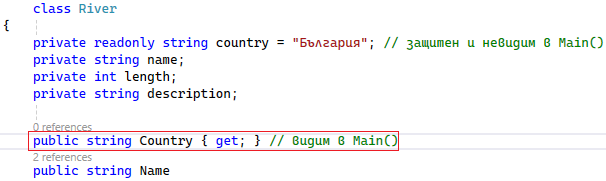 class River
{
private readonly string country = "България"; // защитен и невидим в Main()
private string name;
private int length;
private string description;
0 references
public string Country { get; } // видим в Main()
2 references
public string Name